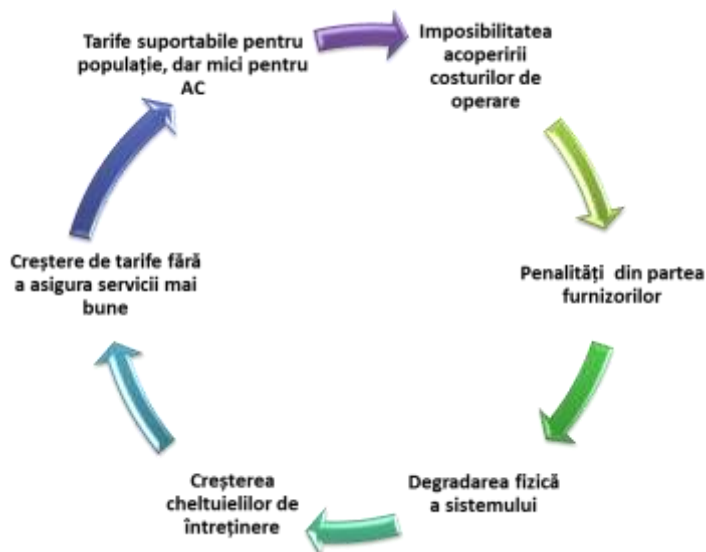 Tarife suportabile pentru
populație, dar mici pentru
AC
Imposibilitatea
acoperirii
costurilor de
operare
Penalități din partea
furnizorilor
Degradarea fizică
a sistemului
Creșterea
cheltuielilor de
întreținere
Creștere de tarife fără
a asigura servicii mai
bune